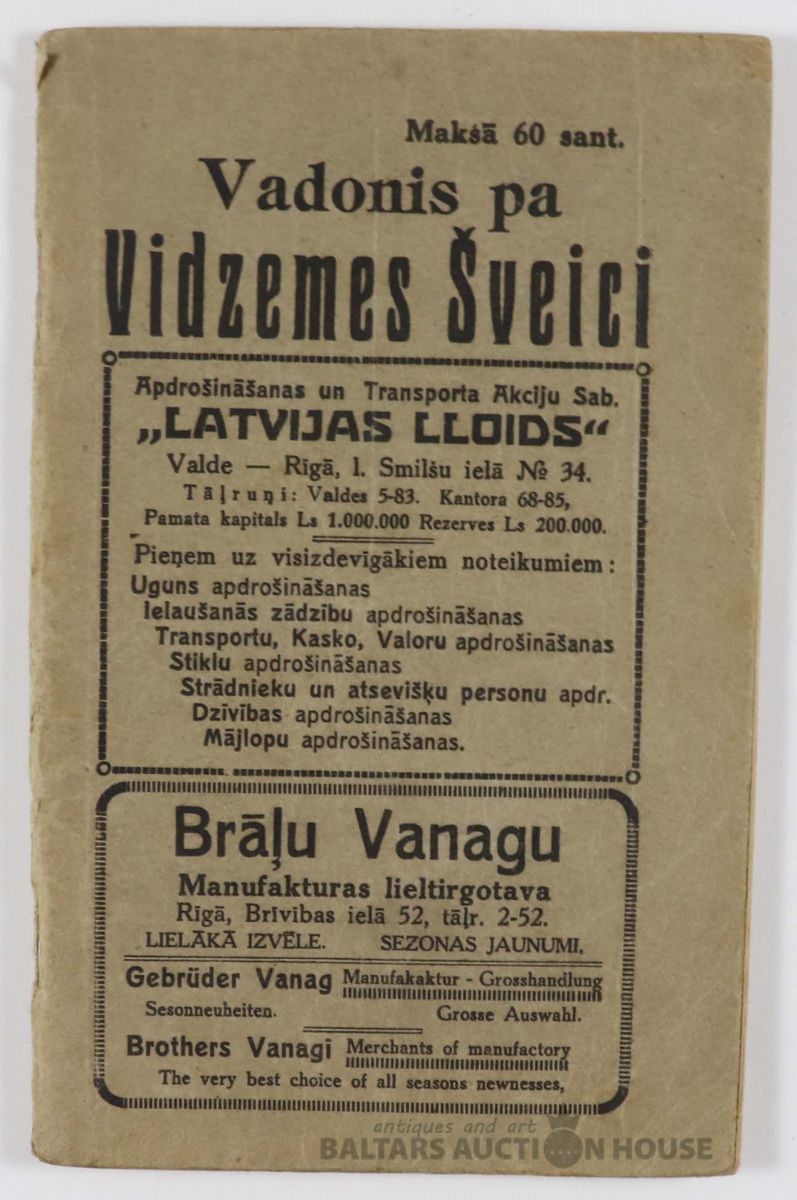 Maksā 60 sant.
Vadonis pa
Vidzemes Šveici
Apdrošināšanas un Transporta Akciju Sab.
„LATVIJAS LLOIDS“
Valde — Rīgā, l. Smilšu ielā № 34.
Tāļruņi: Valdes 5-83. Kantora 68-85,
Pamata kapitals Ls 1.000.000 Rezerves Ls 200.000.
Pieņem uz visizdevīgākiem noteikumiem:
Uguns apdrošināšanas
Ielaušanās zādzību apdrošināšanas
Transportu, Kasko, Valoru apdrošināšanas
Stiklu apdrošināšanas
Strādnieku un atsevišķu personu apdr.
Dzīvības apdrošināšanas
Mājlopu apdrošināšanas.
Brāļu Vanagu
Manufakturas lieltirgotava
Rīgā, Brīvības ielā 52, tāļr. 2-52.
LIELĀKĀ IZVĒLE. SEZONAS JAUNUMI,
Gebrüder Vanag Manufakaktur - Grosshandlung
Sesonneuheiten. Grosse Auswahl.
Brothers Vanagi Merchants of manufactory
The very best choice of all seasons newnesses,
antiques and art
BALTARS AUCTION HOUSE